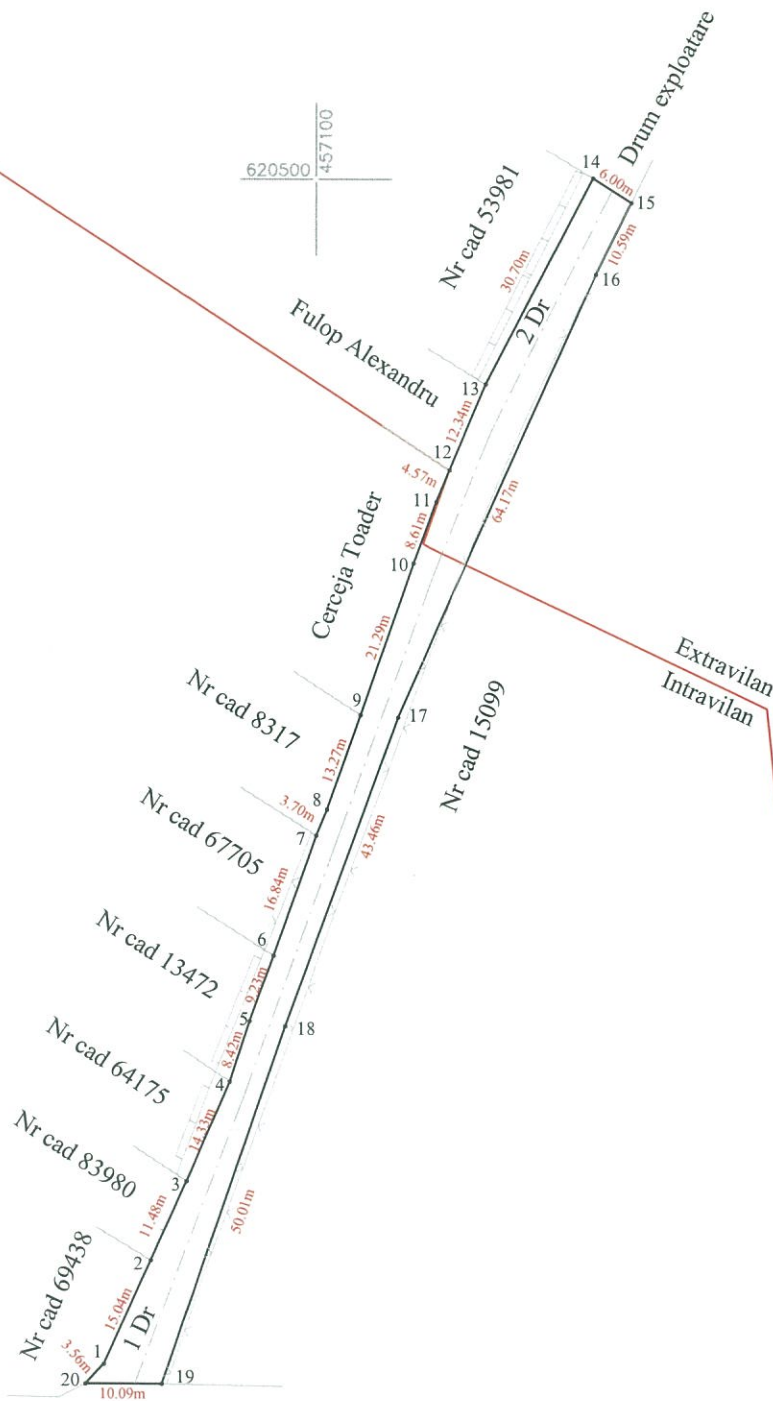 Drum exploatare
457100
620500
14
6.00m
15
Nr cad 53981
10.59m
16
30.70m
2 Dr
Fulop Alexandru
13
12.34m
12
4.57m
11
64.17m
8.61m
10
Cerceja Toader
21.29m
Extravilan
Intravilan
9
17
Nr cad 15099
Nr cad 8317
13.27m
8
3.70m
7
43.46m
Nr cad 67705
16.84m
6
Nr cad 13472
9.23m
5
18
8.42m
4
Nr cad 64175
14.33m
3
Nr cad 83980
11.48m
50.01m
2
Nr cad 69438
15.04m
1 Dr
1
3.56m
20
10.09m
19